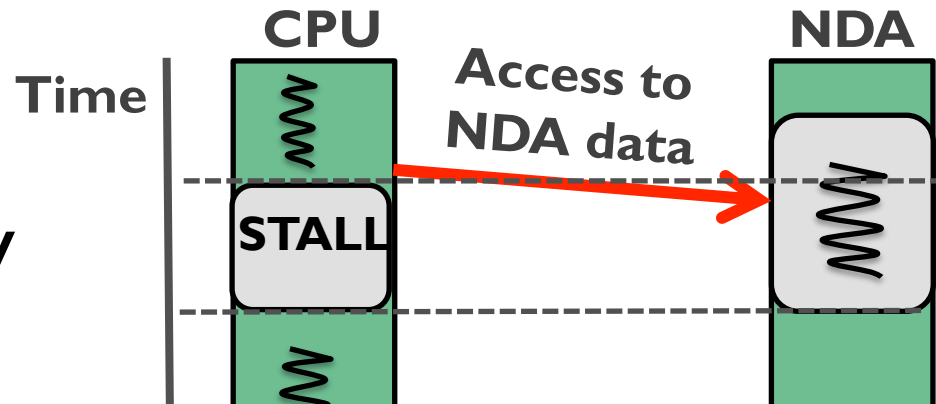 CPU
NDA
Time
Access to
NDA data
STALL